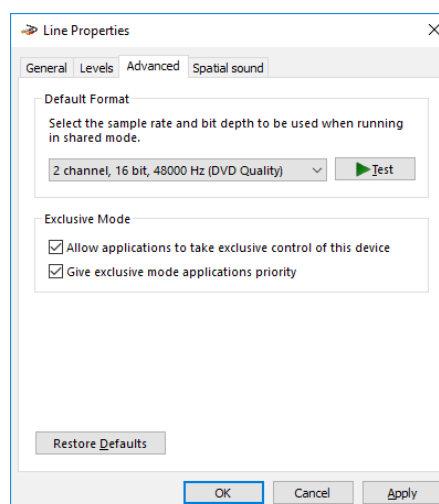 Line Properties
General Levels Advanced Spatial sound
Default Format
Select the sample rate and bit depth to be used when running
in shared mode.
2 channel, 16 bit, 48000 Hz (DVD Quality)
Test
Exclusive Mode
Allow applications to take exclusive control of this device
Give exclusive mode applications priority
Restore Defaults
OK Cancel Apply